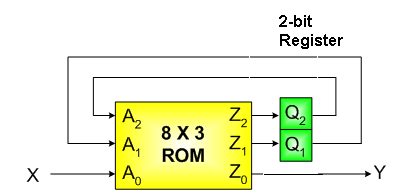 2-bit
Register
A2 Z2 Q2
8 X 3
A1 Z1 Q1
ROM
X A0 Z0 Y